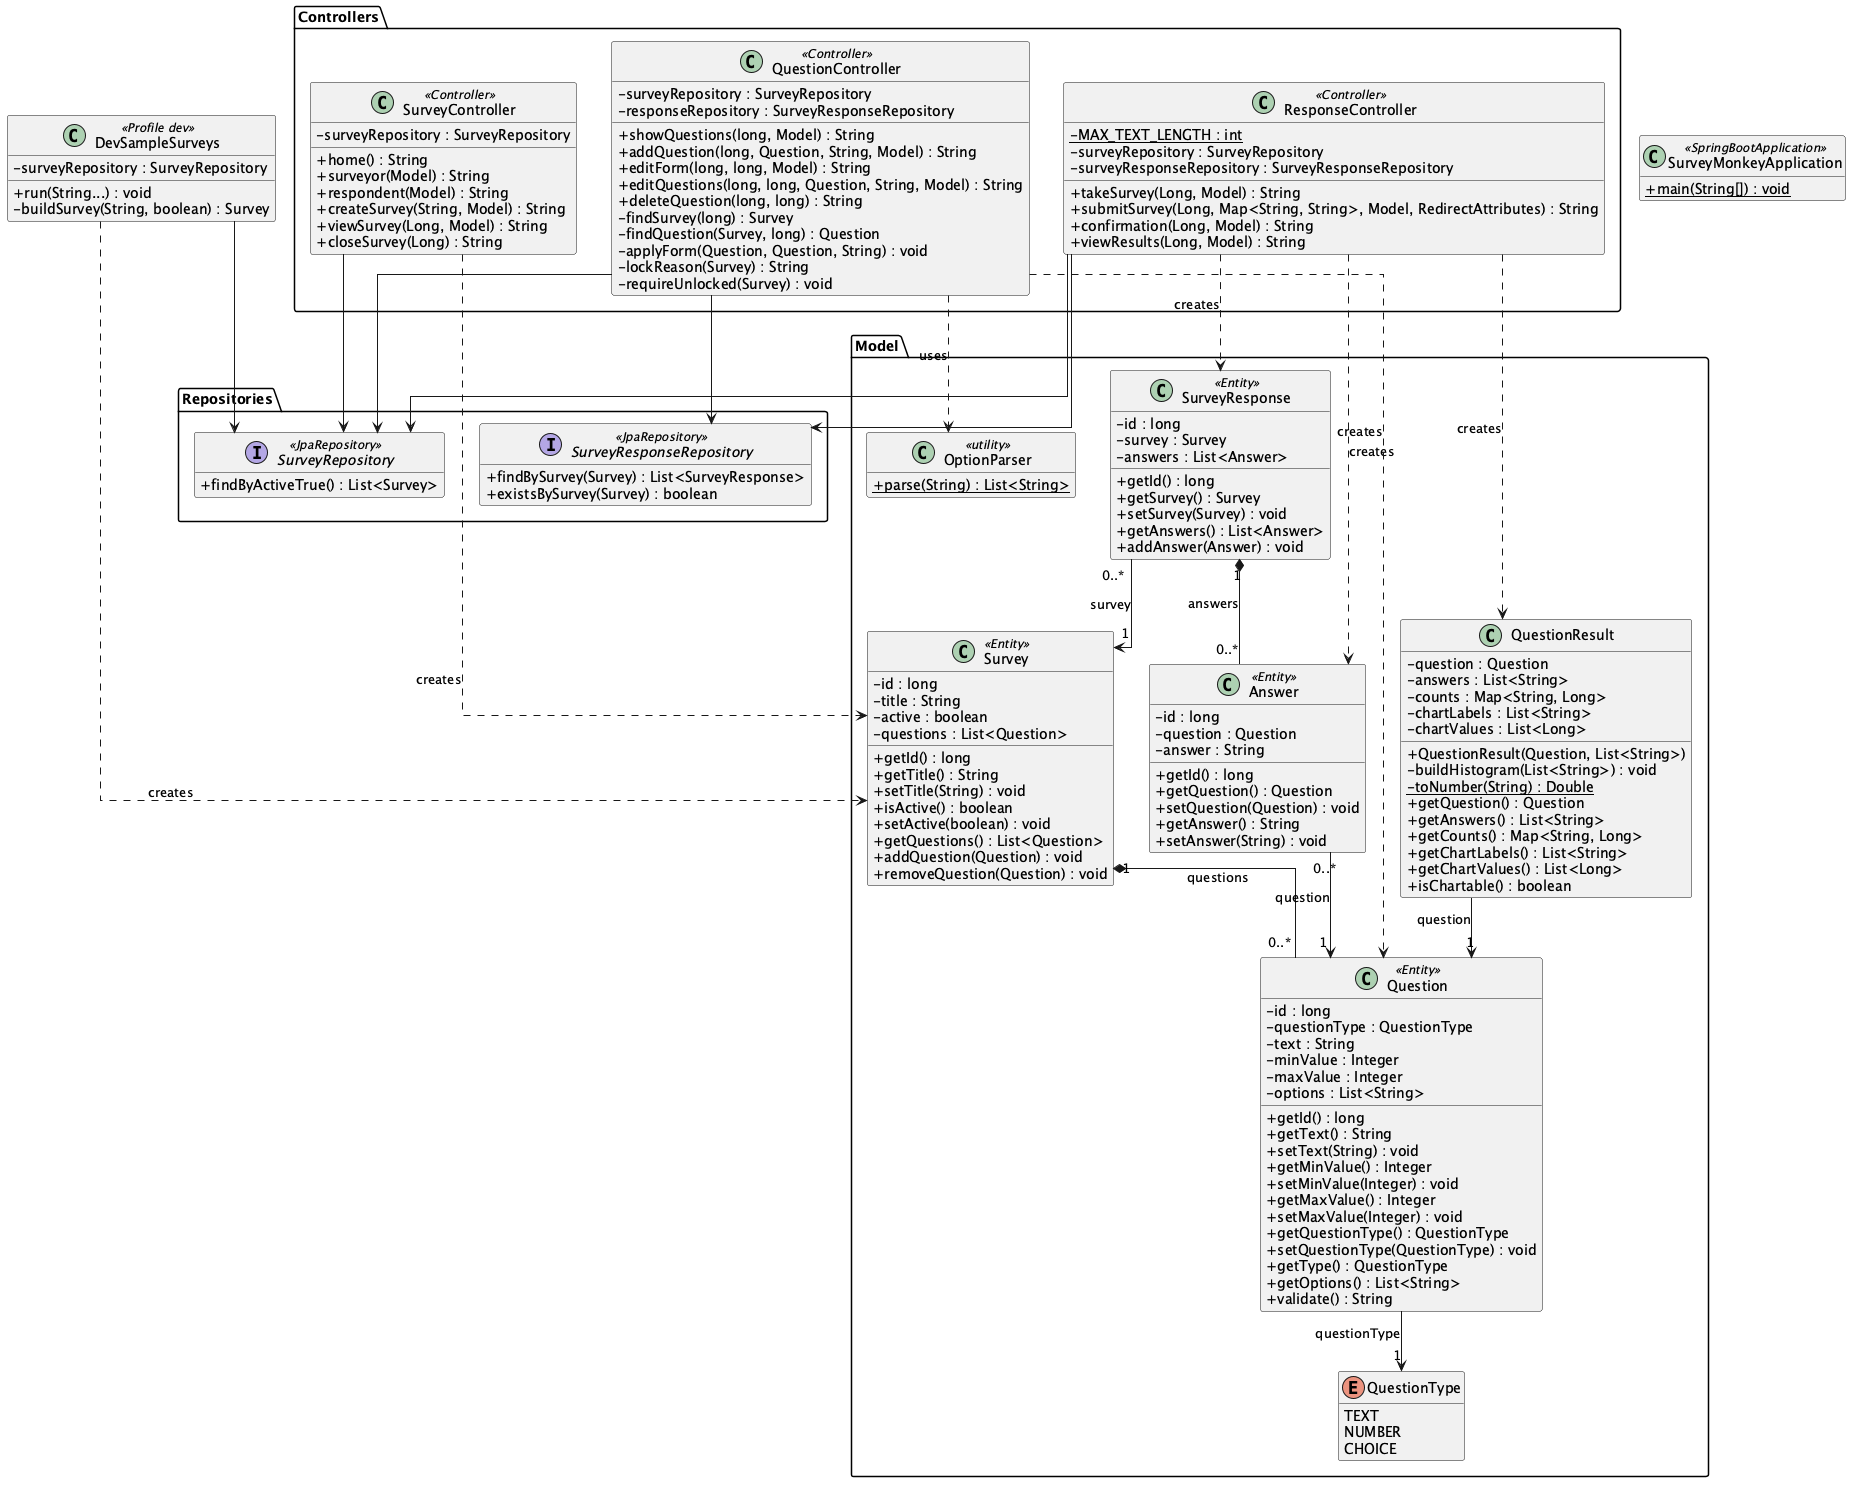 Controllers
«Controller»
C SurveyController
-surveyRepository : SurveyRepository
+home() : String
+surveyor(Model) : String
+respondent(Model) : String
+createSurvey(String, Model) : String
+viewSurvey(Long, Model) : String
+closeSurvey(Long) : String
«Controller»
C QuestionController
-surveyRepository : SurveyRepository
-responseRepository : SurveyResponseRepository
+showQuestions(long, Model) : String
+addQuestion(long, Question, String, Model) : String
+editForm(long, long, Model) : String
+editQuestions(long, long, Question, String, Model) : String
+deleteQuestion(long, long) : String
-findSurvey(long) : Survey
-findQuestion(Survey, long) : Question
-applyForm(Question, Question, String) : void
-lockReason(Survey) : String
-requireUnlocked(Survey) : void
«Controller»
C ResponseController
-MAX_TEXT_LENGTH : int
-surveyRepository : SurveyRepository
-surveyResponseRepository : SurveyResponseRepository
+takeSurvey(Long, Model) : String
+submitSurvey(Long, Map<String, String>, Model, RedirectAttributes) : String
+confirmation(Long, Model) : String
+viewResults(Long, Model) : String
«Profile dev»
C DevSampleSurveys
-surveyRepository : SurveyRepository
+run(String...) : void
-buildSurvey(String, boolean) : Survey
«SpringBootApplication»
C SurveyMonkeyApplication
+main(String[]) : void
creates
uses
creates
creates
creates
Repositories
«JpaRepository»
I SurveyRepository
+findByActiveTrue() : List<Survey>
«JpaRepository»
I SurveyResponseRepository
+findBySurvey(Survey) : List<SurveyResponse>
+existsBySurvey(Survey) : boolean
Model
«utility»
C OptionParser
+parse(String) : List<String>
«Entity»
C SurveyResponse
-id : long
-survey : Survey
-answers : List<Answer>
+getId() : long
+getSurvey() : Survey
+setSurvey(Survey) : void
+getAnswers() : List<Answer>
+addAnswer(Answer) : void
0..*
survey
1
1
answers
0..*
creates
creates
«Entity»
C Survey
-id : long
-title : String
-active : boolean
-questions : List<Question>
+getId() : long
+getTitle() : String
+setTitle(String) : void
+isActive() : boolean
+setActive(boolean) : void
+getQuestions() : List<Question>
+addQuestion(Question) : void
+removeQuestion(Question) : void
«Entity»
C Answer
-id : long
-question : Question
-answer : String
+getId() : long
+getQuestion() : Question
+setQuestion(Question) : void
+getAnswer() : String
+setAnswer(String) : void
C QuestionResult
-question : Question
-answers : List<String>
-counts : Map<String, Long>
-chartLabels : List<String>
-chartValues : List<Long>
+QuestionResult(Question, List<String>)
-buildHistogram(List<String>) : void
-toNumber(String) : Double
+getQuestion() : Question
+getAnswers() : List<String>
+getCounts() : Map<String, Long>
+getChartLabels() : List<String>
+getChartValues() : List<Long>
+isChartable() : boolean
1
questions
0..*
0..*
question
1
question
1
«Entity»
C Question
-id : long
-questionType : QuestionType
-text : String
-minValue : Integer
-maxValue : Integer
-options : List<String>
+getId() : long
+getText() : String
+setText(String) : void
+getMinValue() : Integer
+setMinValue(Integer) : void
+getMaxValue() : Integer
+setMaxValue(Integer) : void
+getQuestionType() : QuestionType
+setQuestionType(QuestionType) : void
+getType() : QuestionType
+getOptions() : List<String>
+validate() : String
questionType
1
E QuestionType
TEXT
NUMBER
CHOICE